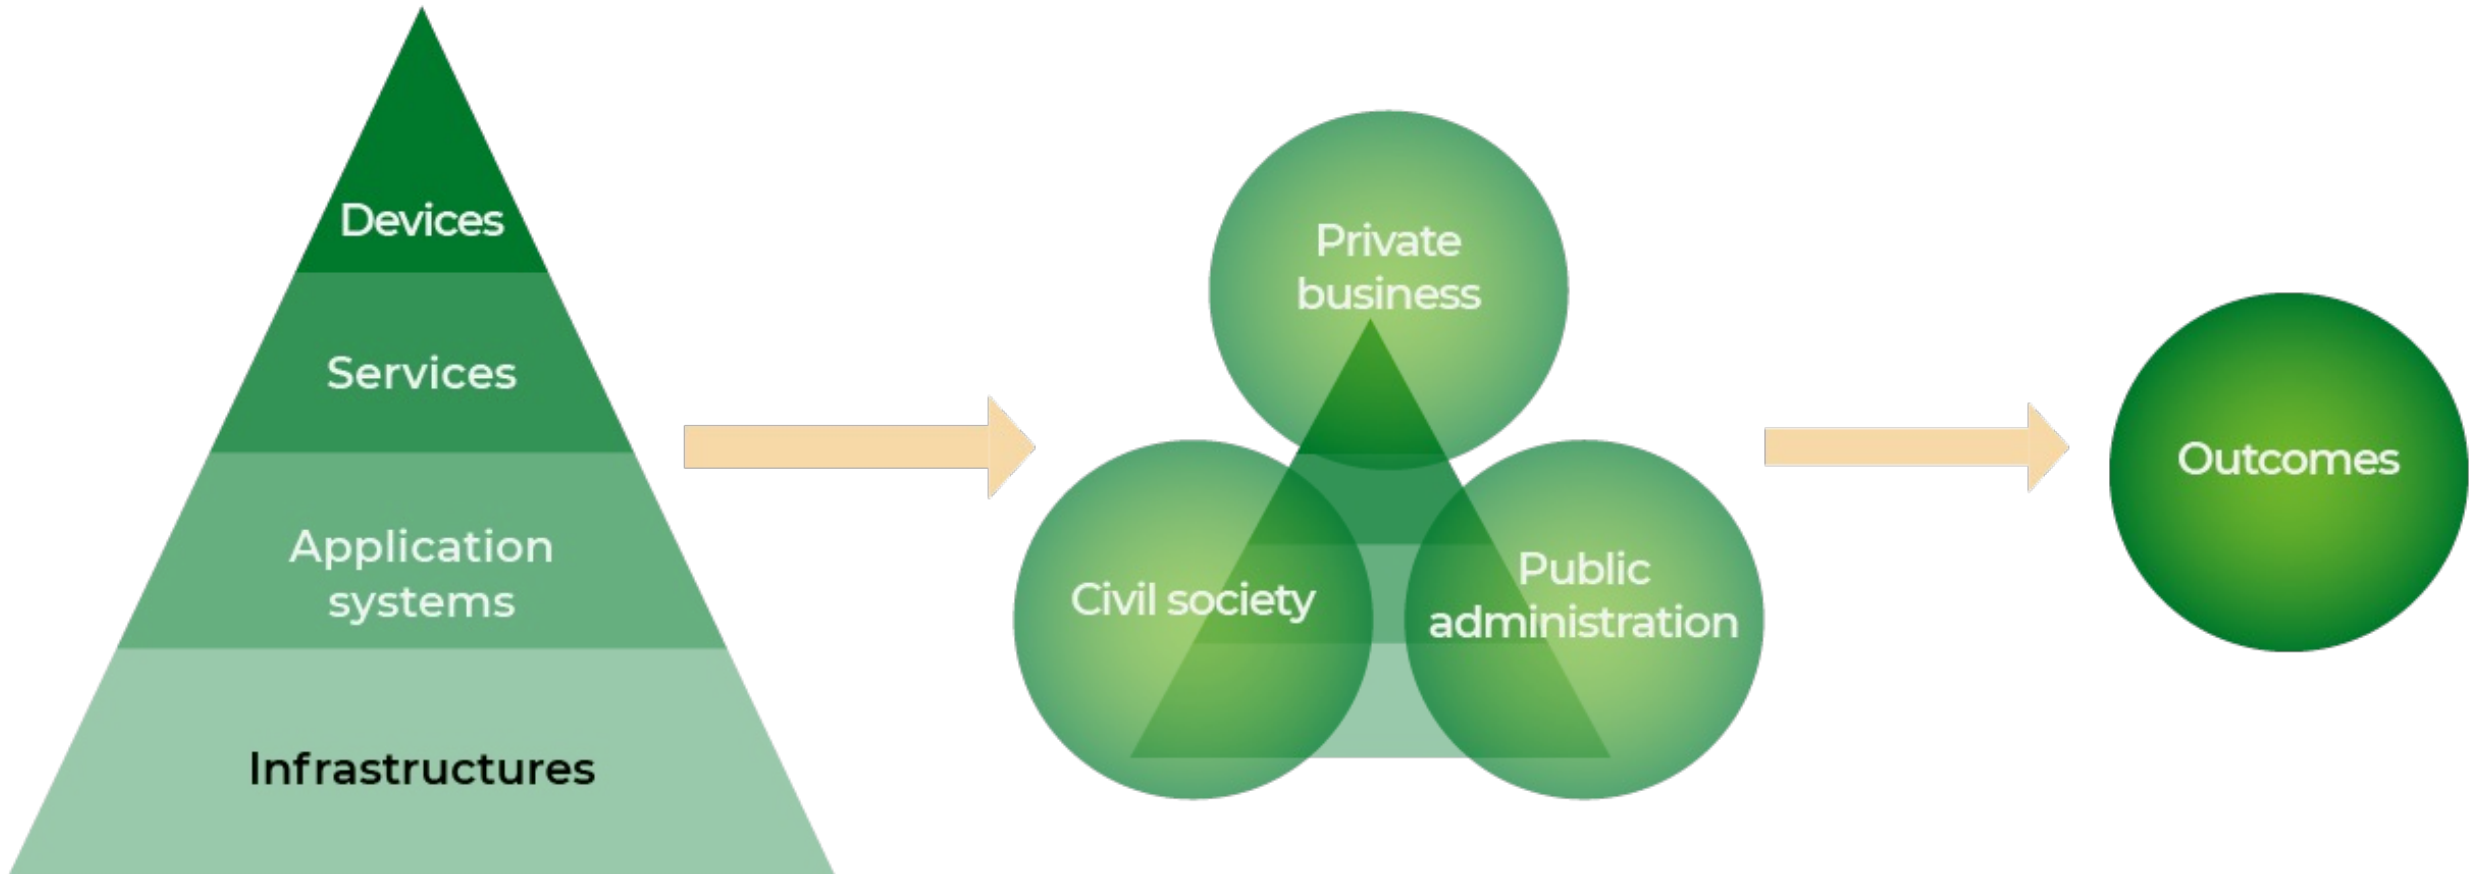 Devices
Services
Application
systems
Infrastructures
Private
business
Civil society
Public
administration
Outcomes